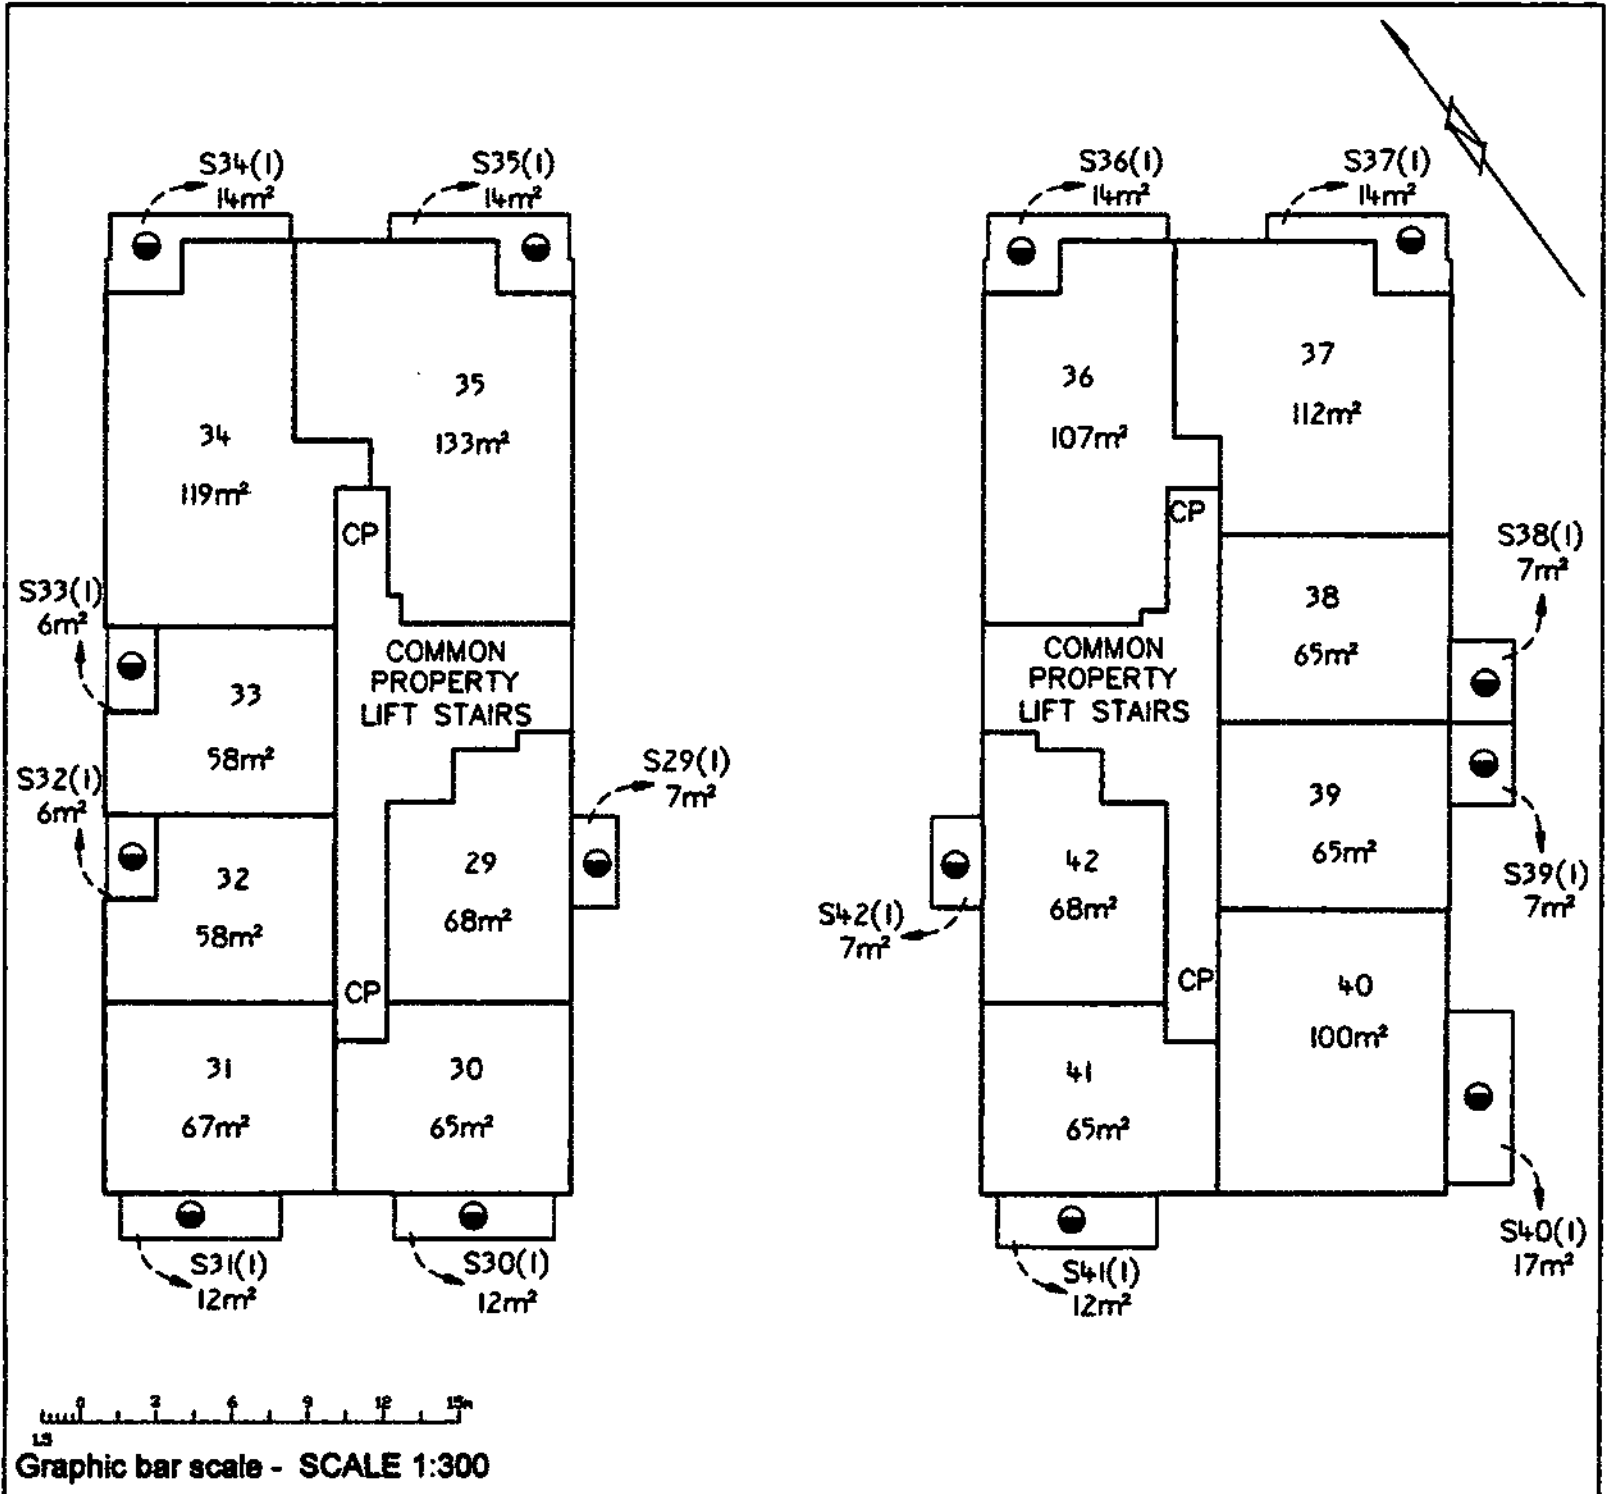 S34(1)
14m²
S35(1)
14m²
S36(1)
14m²
S37(1)
14m²
34
119m²
35
133m²
36
107m²
37
112m²
CP
CP
S33(1)
6m²
33
58m²
COMMON
PROPERTY
LIFT STAIRS
COMMON
PROPERTY
LIFT STAIRS
38
65m²
S38(1)
7m²
S32(1)
6m²
32
58m²
29
68m²
S29(1)
7m²
42
68m²
S42(1)
7m²
39
65m²
S39(1)
7m²
CP
CP
31
67m²
30
65m²
41
65m²
40
100m²
S31(1)
12m²
S30(1)
12m²
S41(1)
12m²
S40(1)
17m²
0 6 9 12 15m
1.5
Graphic bar scale - SCALE 1:300